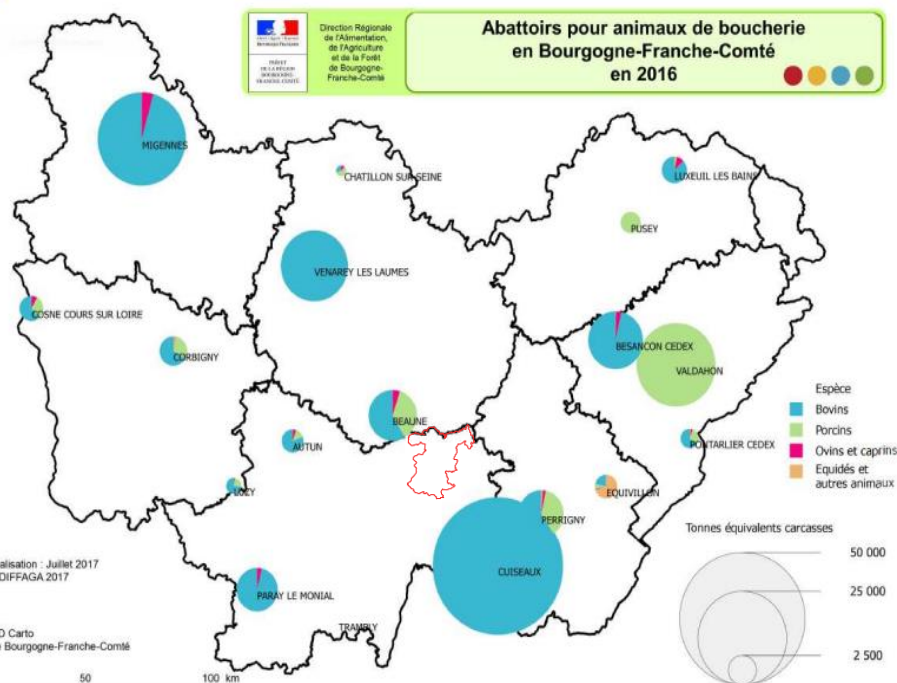 Direction Régionale
de l'Alimentation,
de l'Agriculture
et de la Forêt
de Bourgogne-
Franche-Comté
Abattoirs pour animaux de boucherie
en Bourgogne-Franche-Comté
en 2016
MIGENNES
CHATILLON SUR SEINE
LUXEUIL LES BAINS
PUSEY
VENAREY LES LAUMES
COSNE COURS SUR LOIRE
CORBIGNY
BESANCON CEDEX
VALDAHON
BEAUNE
AUTUN
PONTARLIER CEDEX
LUZY
EQUIVILLON
PERRIGNY
CUISEAUX
PARAY LE MONIAL
TRAMBLY
Espèce
Bovins
Porcins
Ovins et caprins
Equidés et
autres animaux
Tonnes équivalents carcasses
50 000
25 000
2 500
alisation : Juillet 2017
DIFFAGA 2017
Carto
Bourgogne-Franche-Comté
50
100 km